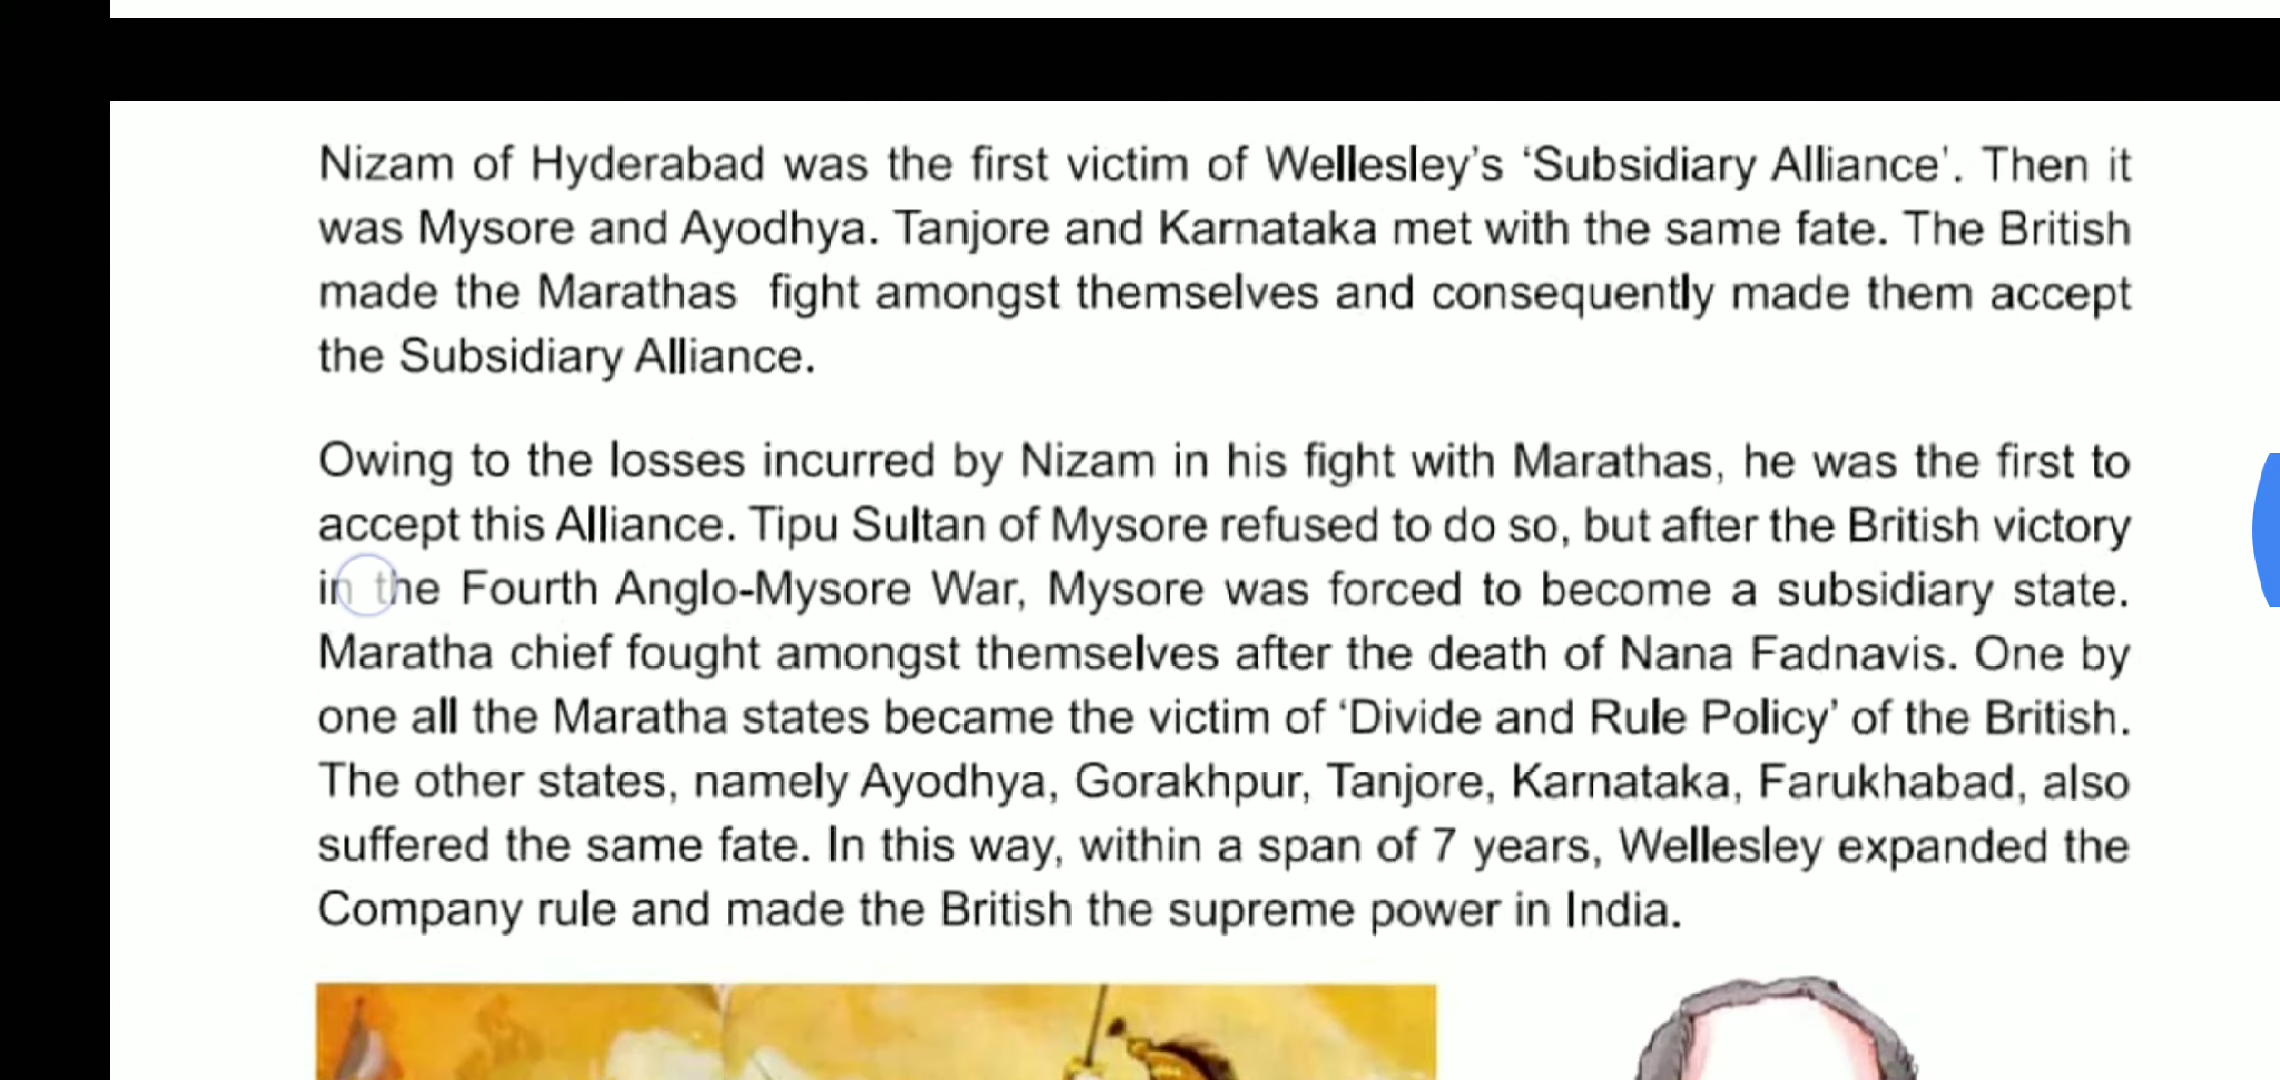 Nizam of Hyderabad was the first victim of Wellesley's 'Subsidiary Alliance'. Then it
was Mysore and Ayodhya. Tanjore and Karnataka met with the same fate. The British
made the Marathas fight amongst themselves and consequently made them accept
the Subsidiary Alliance.
Owing to the losses incurred by Nizam in his fight with Marathas, he was the first to
accept this Alliance. Tipu Sultan of Mysore refused to do so, but after the British victory
in the Fourth Anglo-Mysore War, Mysore was forced to become a subsidiary state.
Maratha chief fought amongst themselves after the death of Nana Fadnavis. One by
one all the Maratha states became the victim of 'Divide and Rule Policy' of the British.
The other states, namely Ayodhya, Gorakhpur, Tanjore, Karnataka, Farukhabad, also
suffered the same fate. In this way, within a span of 7 years, Wellesley expanded the
Company rule and made the British the supreme power in India.